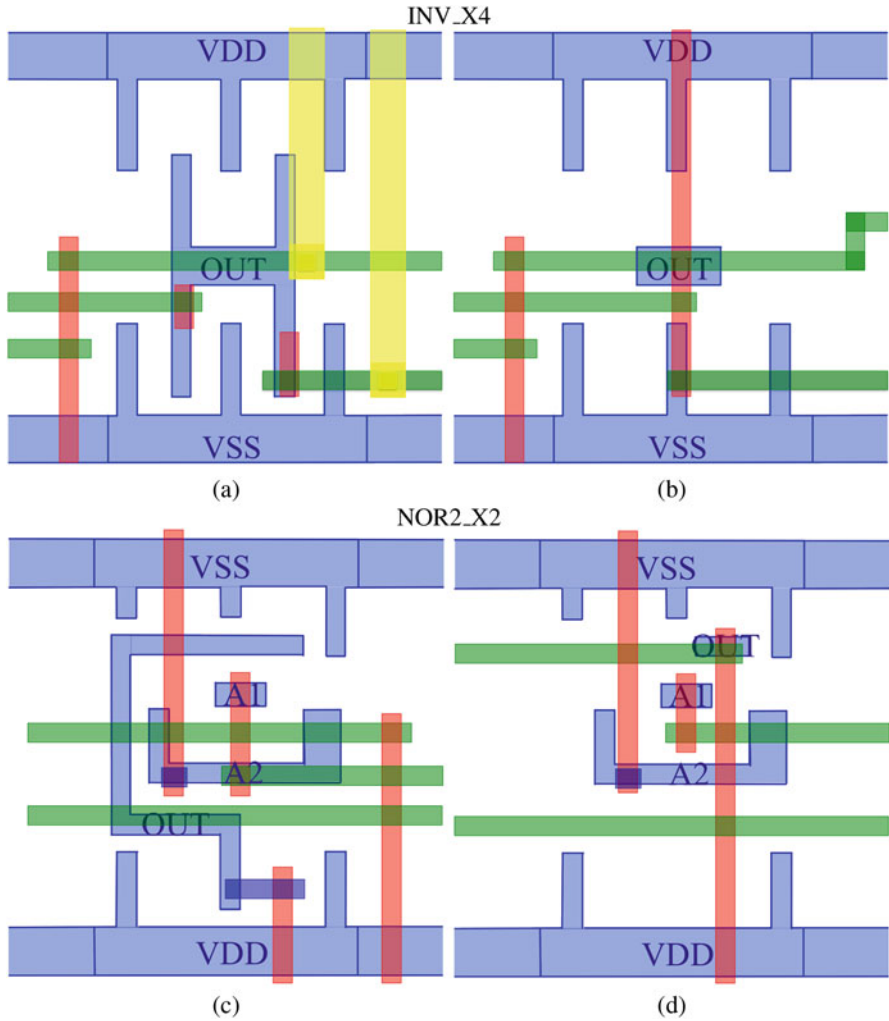 INV_X4
VDD VDD
OUT OUT
VSS VSS
(a) (b)
NOR2_X2
VSS VSS
OUT
A1 A1
A2 A2
OUT
VDD VDD
(c) (d)